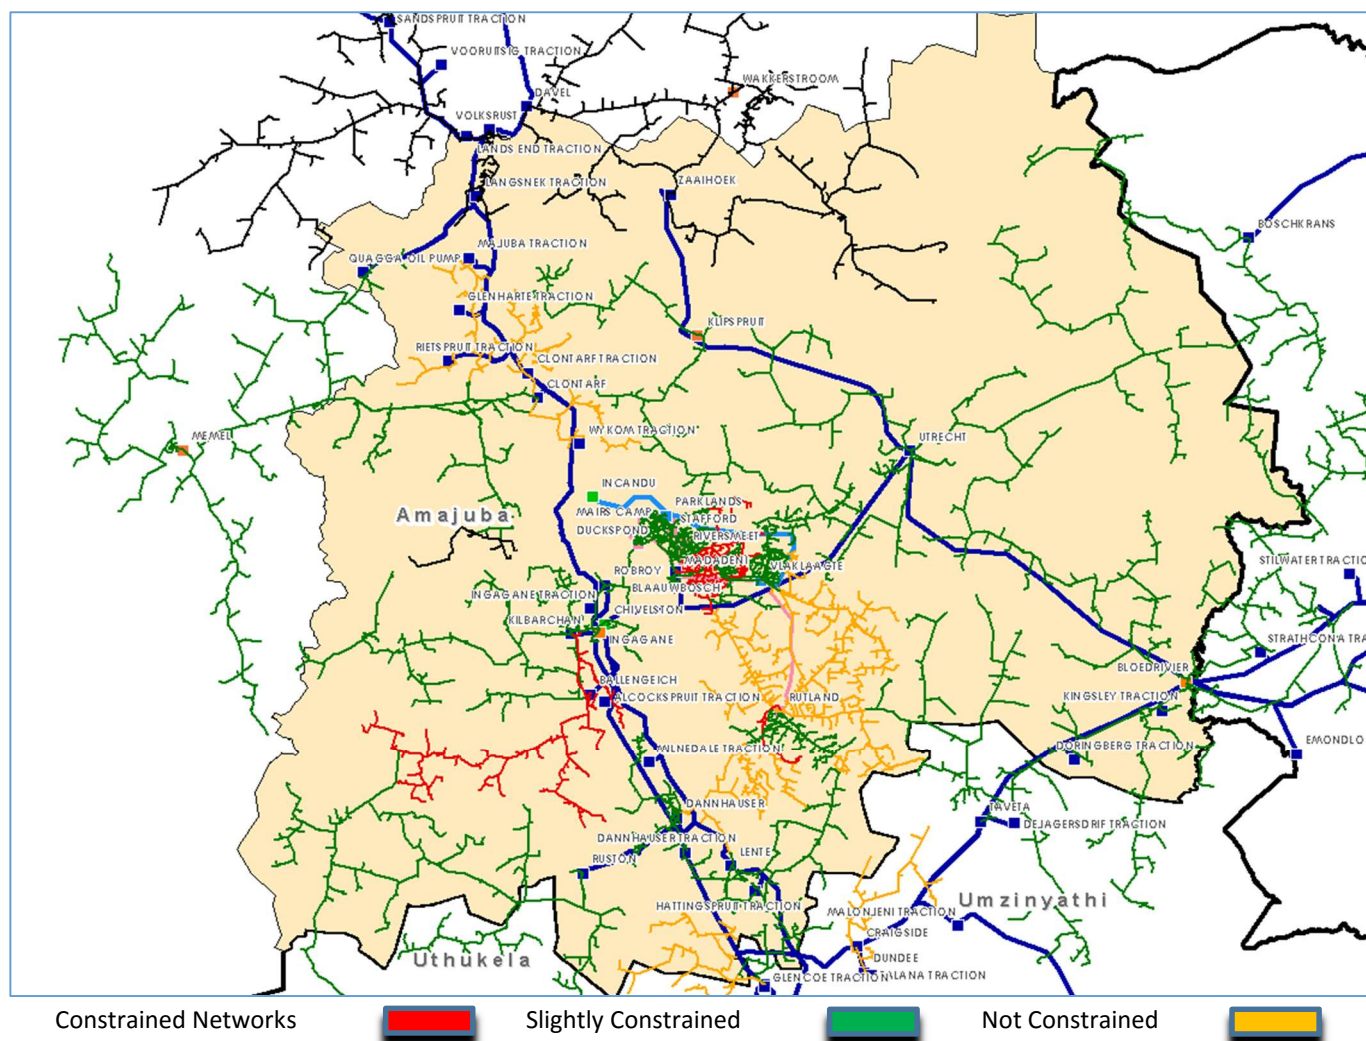 SANDSPRUIT TRACTION
VOORUITSIG TRACTION
WAKKERSTROOM
DAVEL
VOLKSRUST
LANDS END TRACTION
LANGSNEK TRACTION
ZAAIHOEK
BOSCHKRANS
MAJUBA TRACTION
QUAGGA OIL PUMP
GLENHARTE TRACTION
KLIPSPRUIT
RIETSPRUIT TRACTION
CLONTARF TRACTION
CLONTARF
WYKOM TRACTION
UTRECHT
MEMEL
INCANDU
PARKLANDS
MAIRS CAMP
STAFFORD
Amajuba
DUCKSPOND
RIVERSMEET
MADADENI
VLAKLAAGTE
STILWATER TRACTIO
ROBROY
BLAAUWBOSCH
INGAGANE TRACTION
CHIVELSTON
KILBARCHAN
INGAGANE
STRATHCONA TRA
BLOEDRIVIER
BALLENGEICH
ALCOCKSPRUIT TRACTION
RUTLAND
KINGSLEY TRACTION
EMONDLO
MILNEDALE TRACTION
DORINGBERG TRACTION
DANNHAUSER
TAVETA
DEJAGERSDRIF TRACTION
DANNHAUSER TRACTION
LENTE
RUSTON
HATTINGSPRUIT TRACTION
MALONJENI TRACTION
Umzinyathi
CRAIGSIDE
Uthukela
DUNDEE
GLENCOE TRACTION
TALANA TRACTION
Constrained Networks
Slightly Constrained
Not Constrained